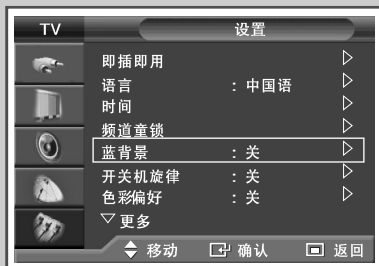 TV 设置
即插即用 ▷
语言 : 中国语 ▷
时间 ▷
频道童锁 ▷
蓝背景 : 关 ▷
开关机旋律 : 关 ▷
色彩偏好 : 关 ▷
▽更多
移动 确认 返回